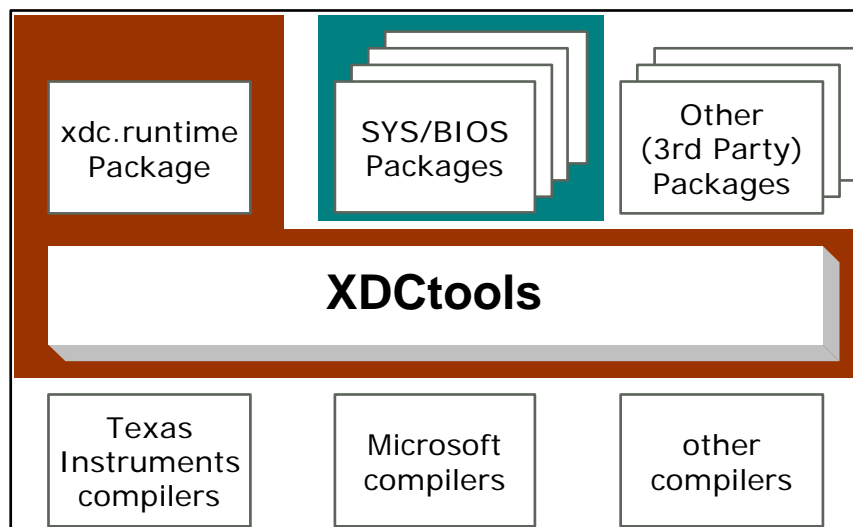 xdc.runtime
Package
SYS/BIOS
Packages
Other
(3rd Party)
Packages
XDCtools
Texas
Instruments
compilers
Microsoft
compilers
other
compilers